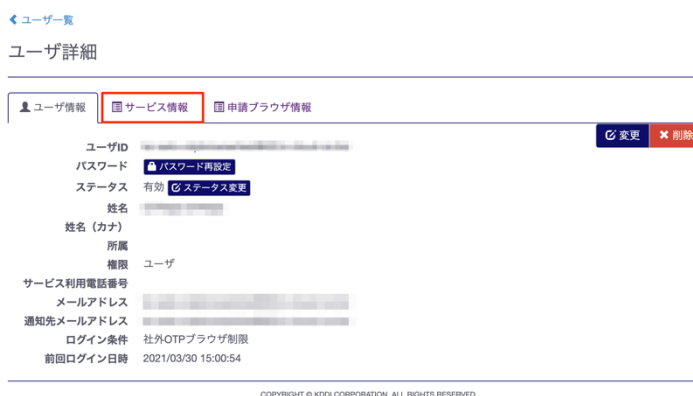 ユーザ一覧
ユーザ詳細
ユーザ情報 サービス情報 申請ブラウザ情報
変更 削除
ユーザID
パスワード パスワード再設定
ステータス 有効 ステータス変更
姓名
姓名（カナ）
所属
権限 ユーザ
サービス利用電話番号
メールアドレス
通知先メールアドレス
ログイン条件 社外OTPブラウザ制限
前回ログイン日時 2021/03/30 15:00:54
COPYRIGHT © KDDI CORPORATION, ALL RIGHTS RESERVED.